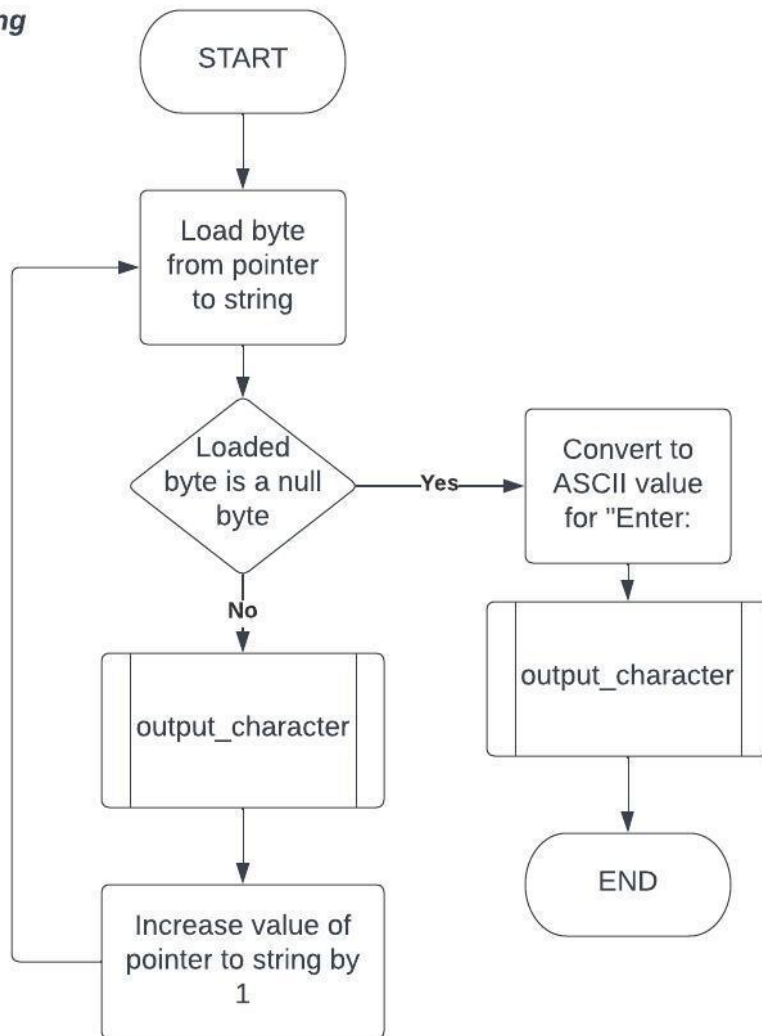 START
Load byte
from pointer
to string
Loaded
byte is a null
byte
Yes
Convert to
ASCII value
for "Enter:
No
output_character
output_character
Increase value of
pointer to string by
1
END